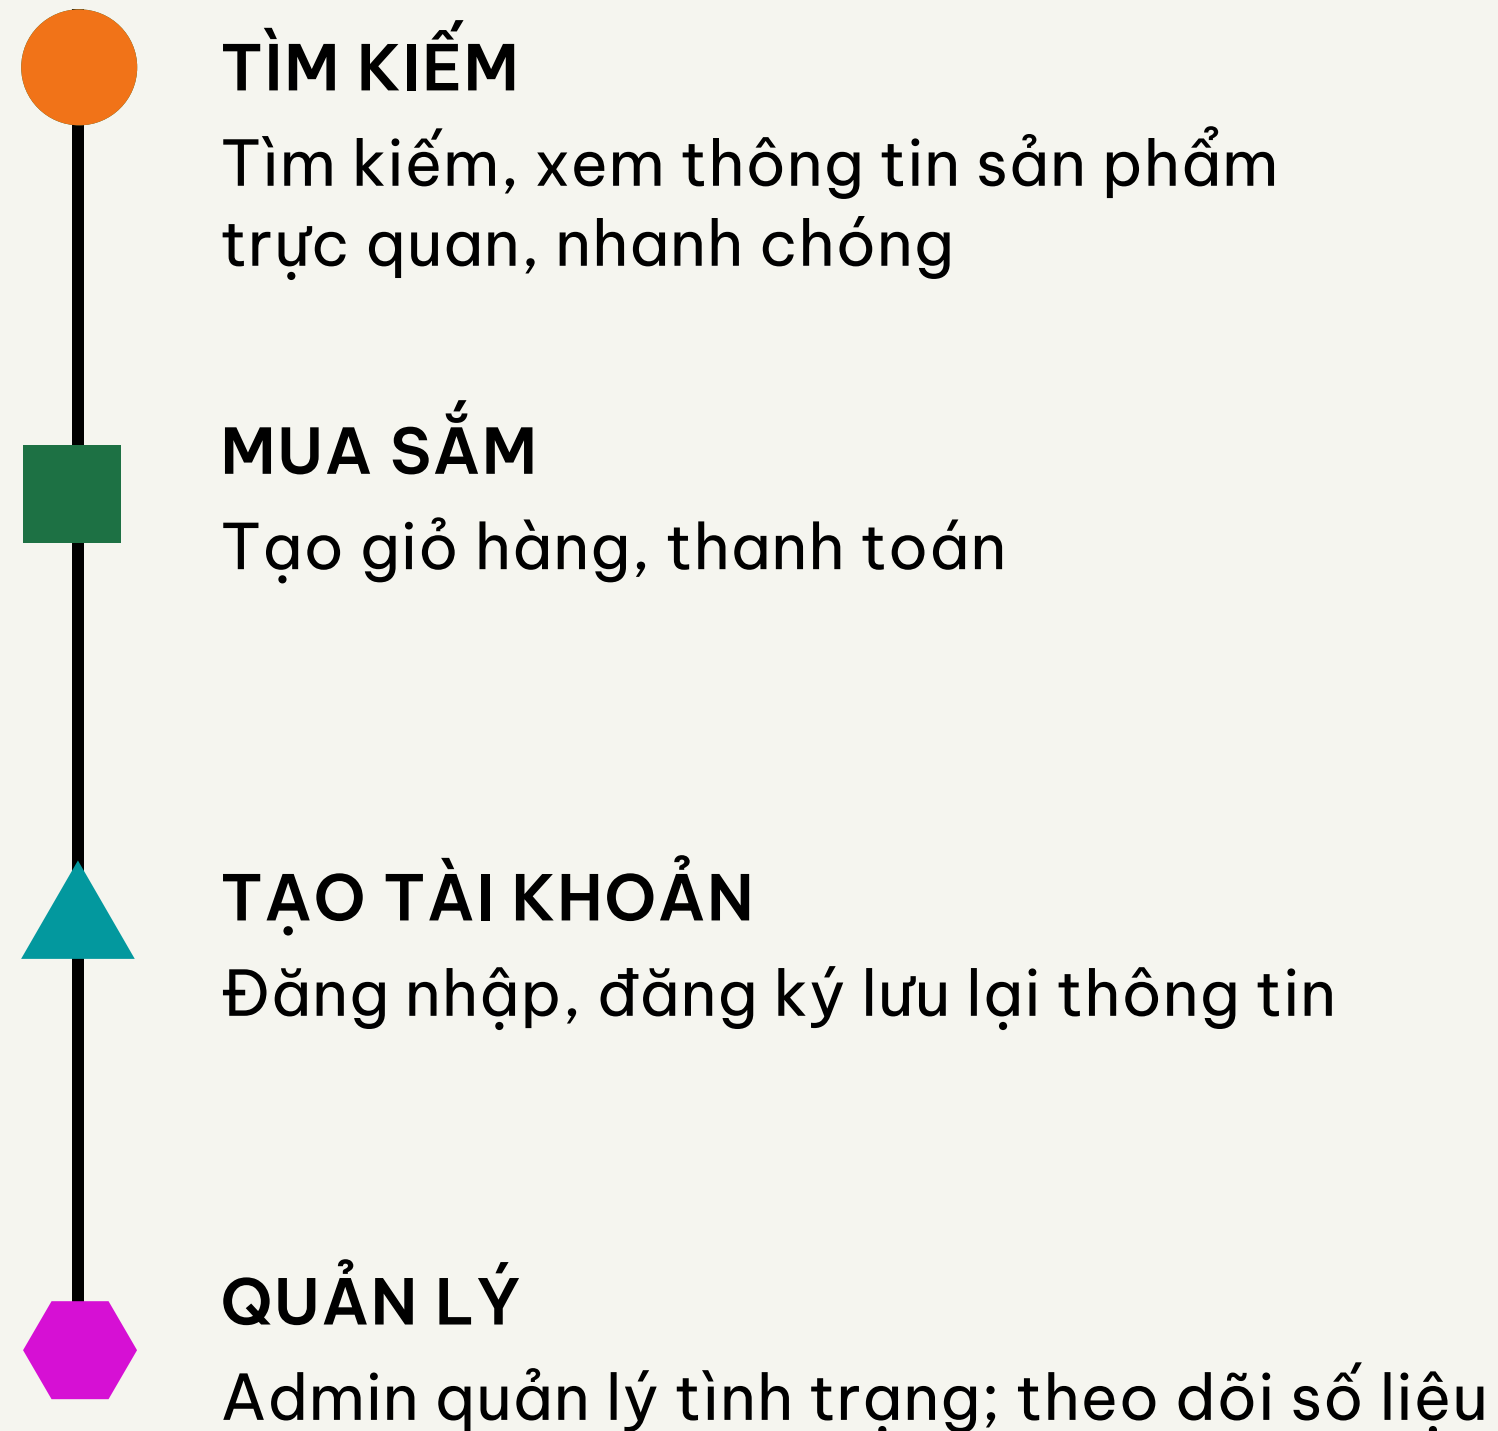 TÌM KIẾM
Tìm kiếm, xem thông tin sản phẩm
trực quan, nhanh chóng
MUA SẮM
Tạo giỏ hàng, thanh toán
TẠO TÀI KHOẢN
Đăng nhập, đăng ký lưu lại thông tin
QUẢN LÝ
Admin quản lý tình trạng; theo dõi số liệu